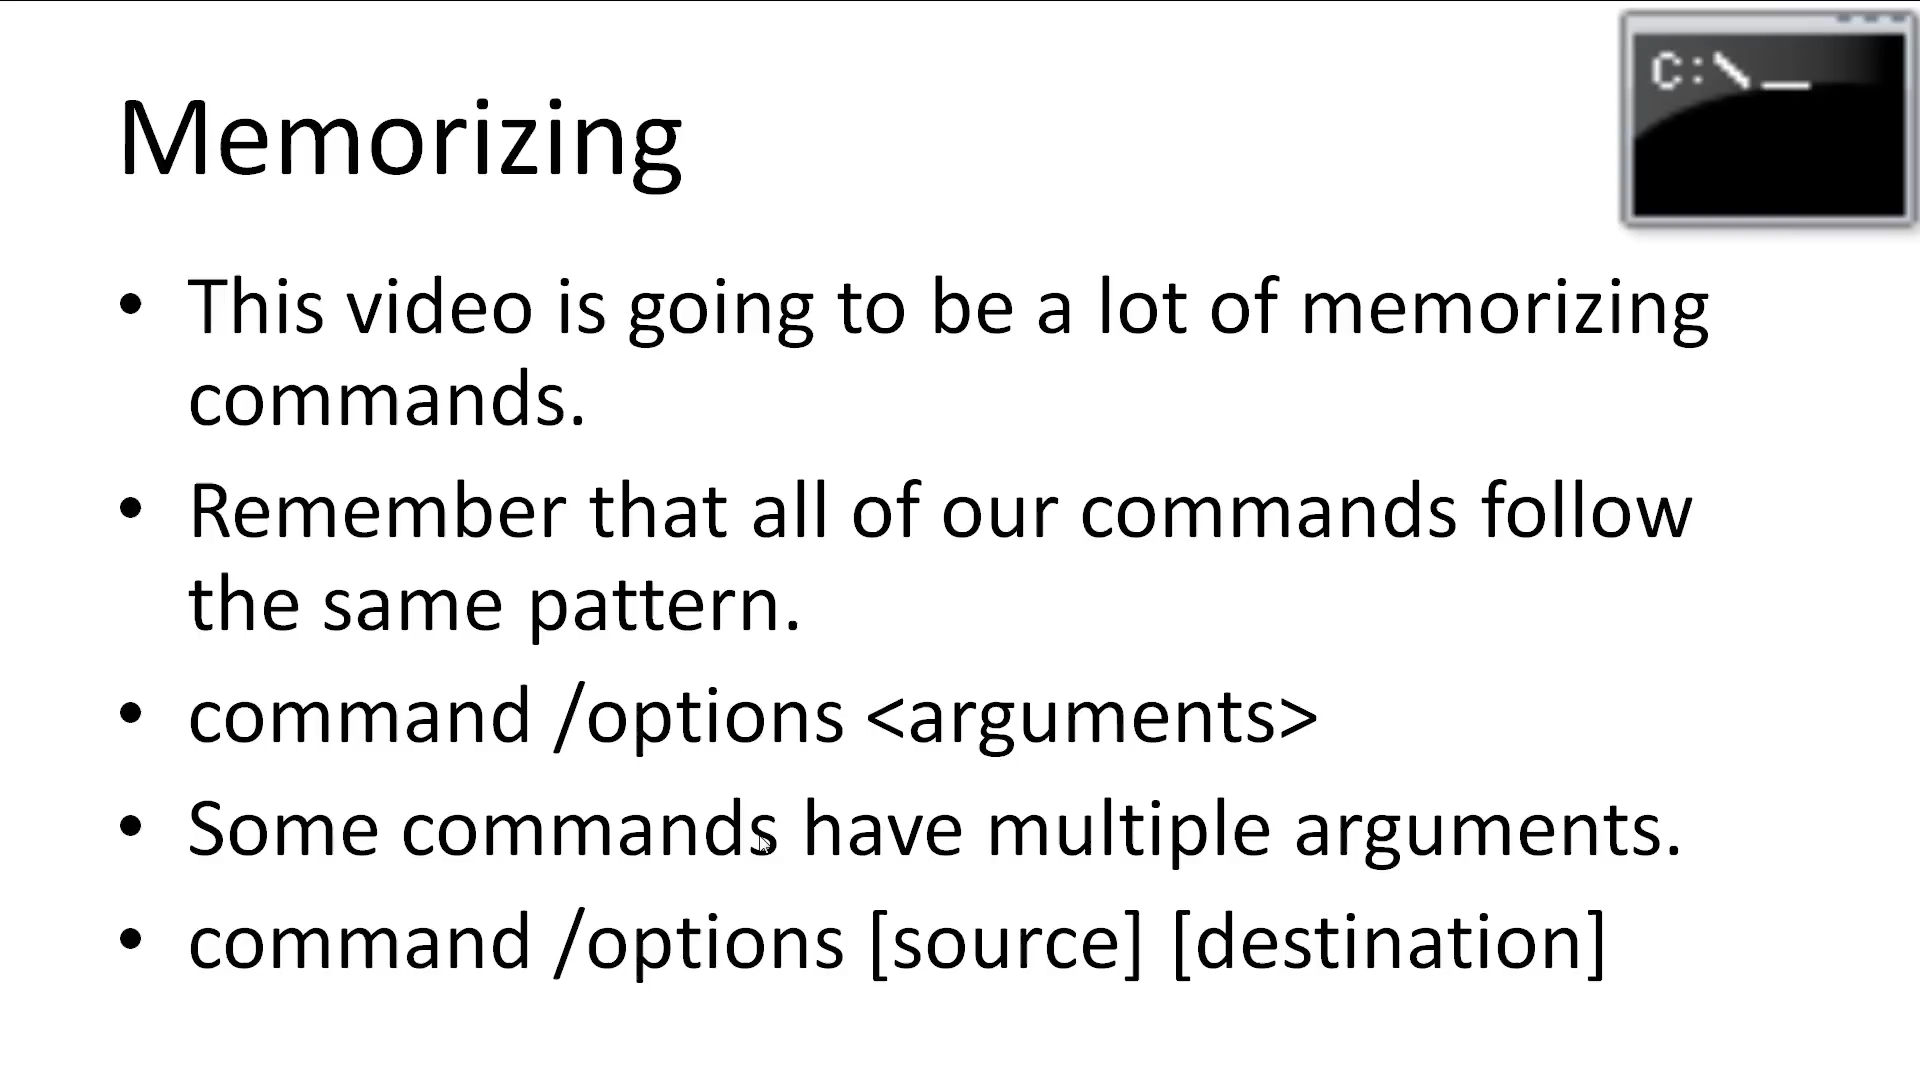 C:\_
Memorizing
• This video is going to be a lot of memorizing
commands.
• Remember that all of our commands follow
the same pattern.
• command /options <arguments>
• Some commands have multiple arguments.
• command /options [source] [destination]